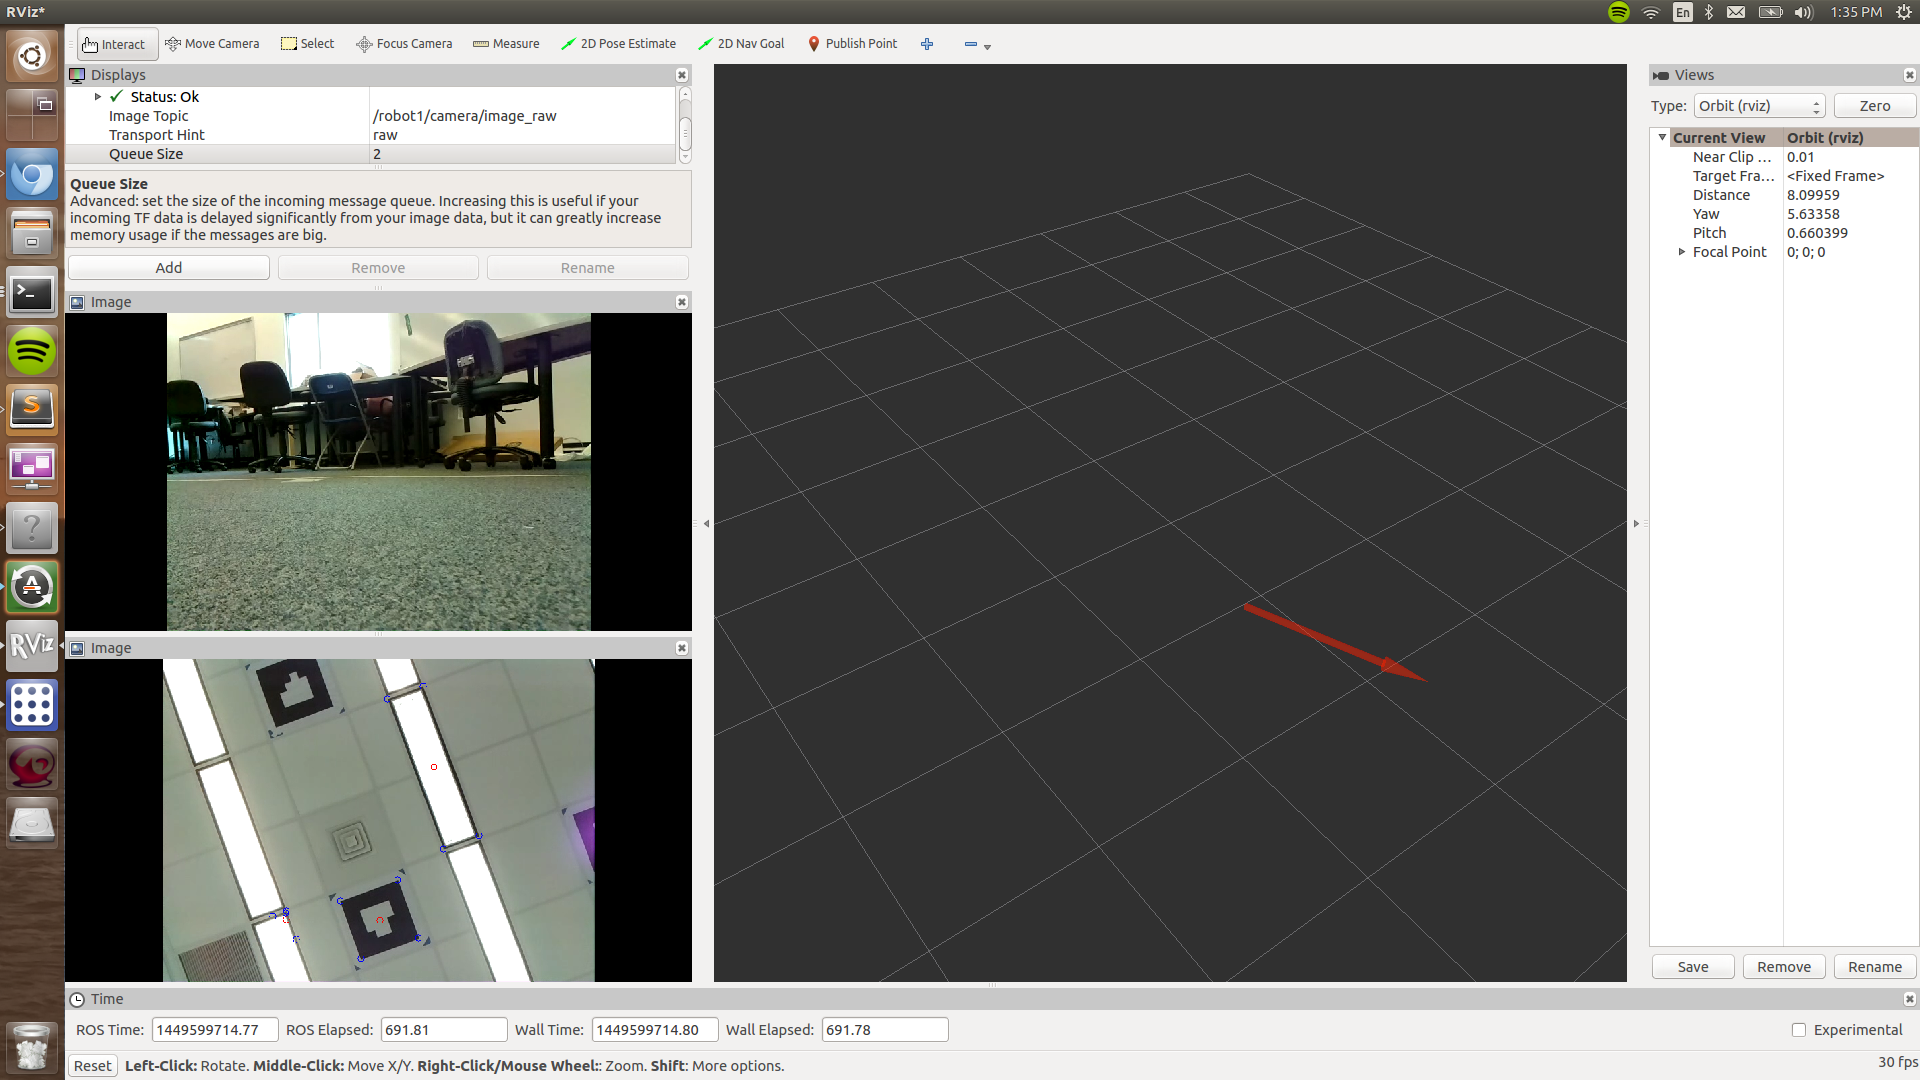 RViz*
En
1:35 PM
Interact Move Camera Select Focus Camera Measure 2D Pose Estimate 2D Nav Goal Publish Point
Displays
Status: Ok
Image Topic /robot1/camera/image_raw
Transport Hint raw
Queue Size 2
Queue Size
Advanced: set the size of the incoming message queue. Increasing this is useful if your
incoming TF data is delayed significantly from your image data, but it can greatly increase
memory usage if the messages are big.
Add Remove Rename
Image
Image
RViz
Views
Type: Orbit (rviz) Zero
Current View Orbit (rviz)
Near Clip ... 0.01
Target Fra... <Fixed Frame>
Distance 8.09959
Yaw 5.63358
Pitch 0.660399
Focal Point 0; 0; 0
Save Remove Rename
Time
ROS Time: 1449599714.77 ROS Elapsed: 691.81 Wall Time: 1449599714.80 Wall Elapsed: 691.78 Experimental
Reset Left-Click: Rotate. Middle-Click: Move X/Y. Right-Click/Mouse Wheel:: Zoom. Shift: More options. 30 fps